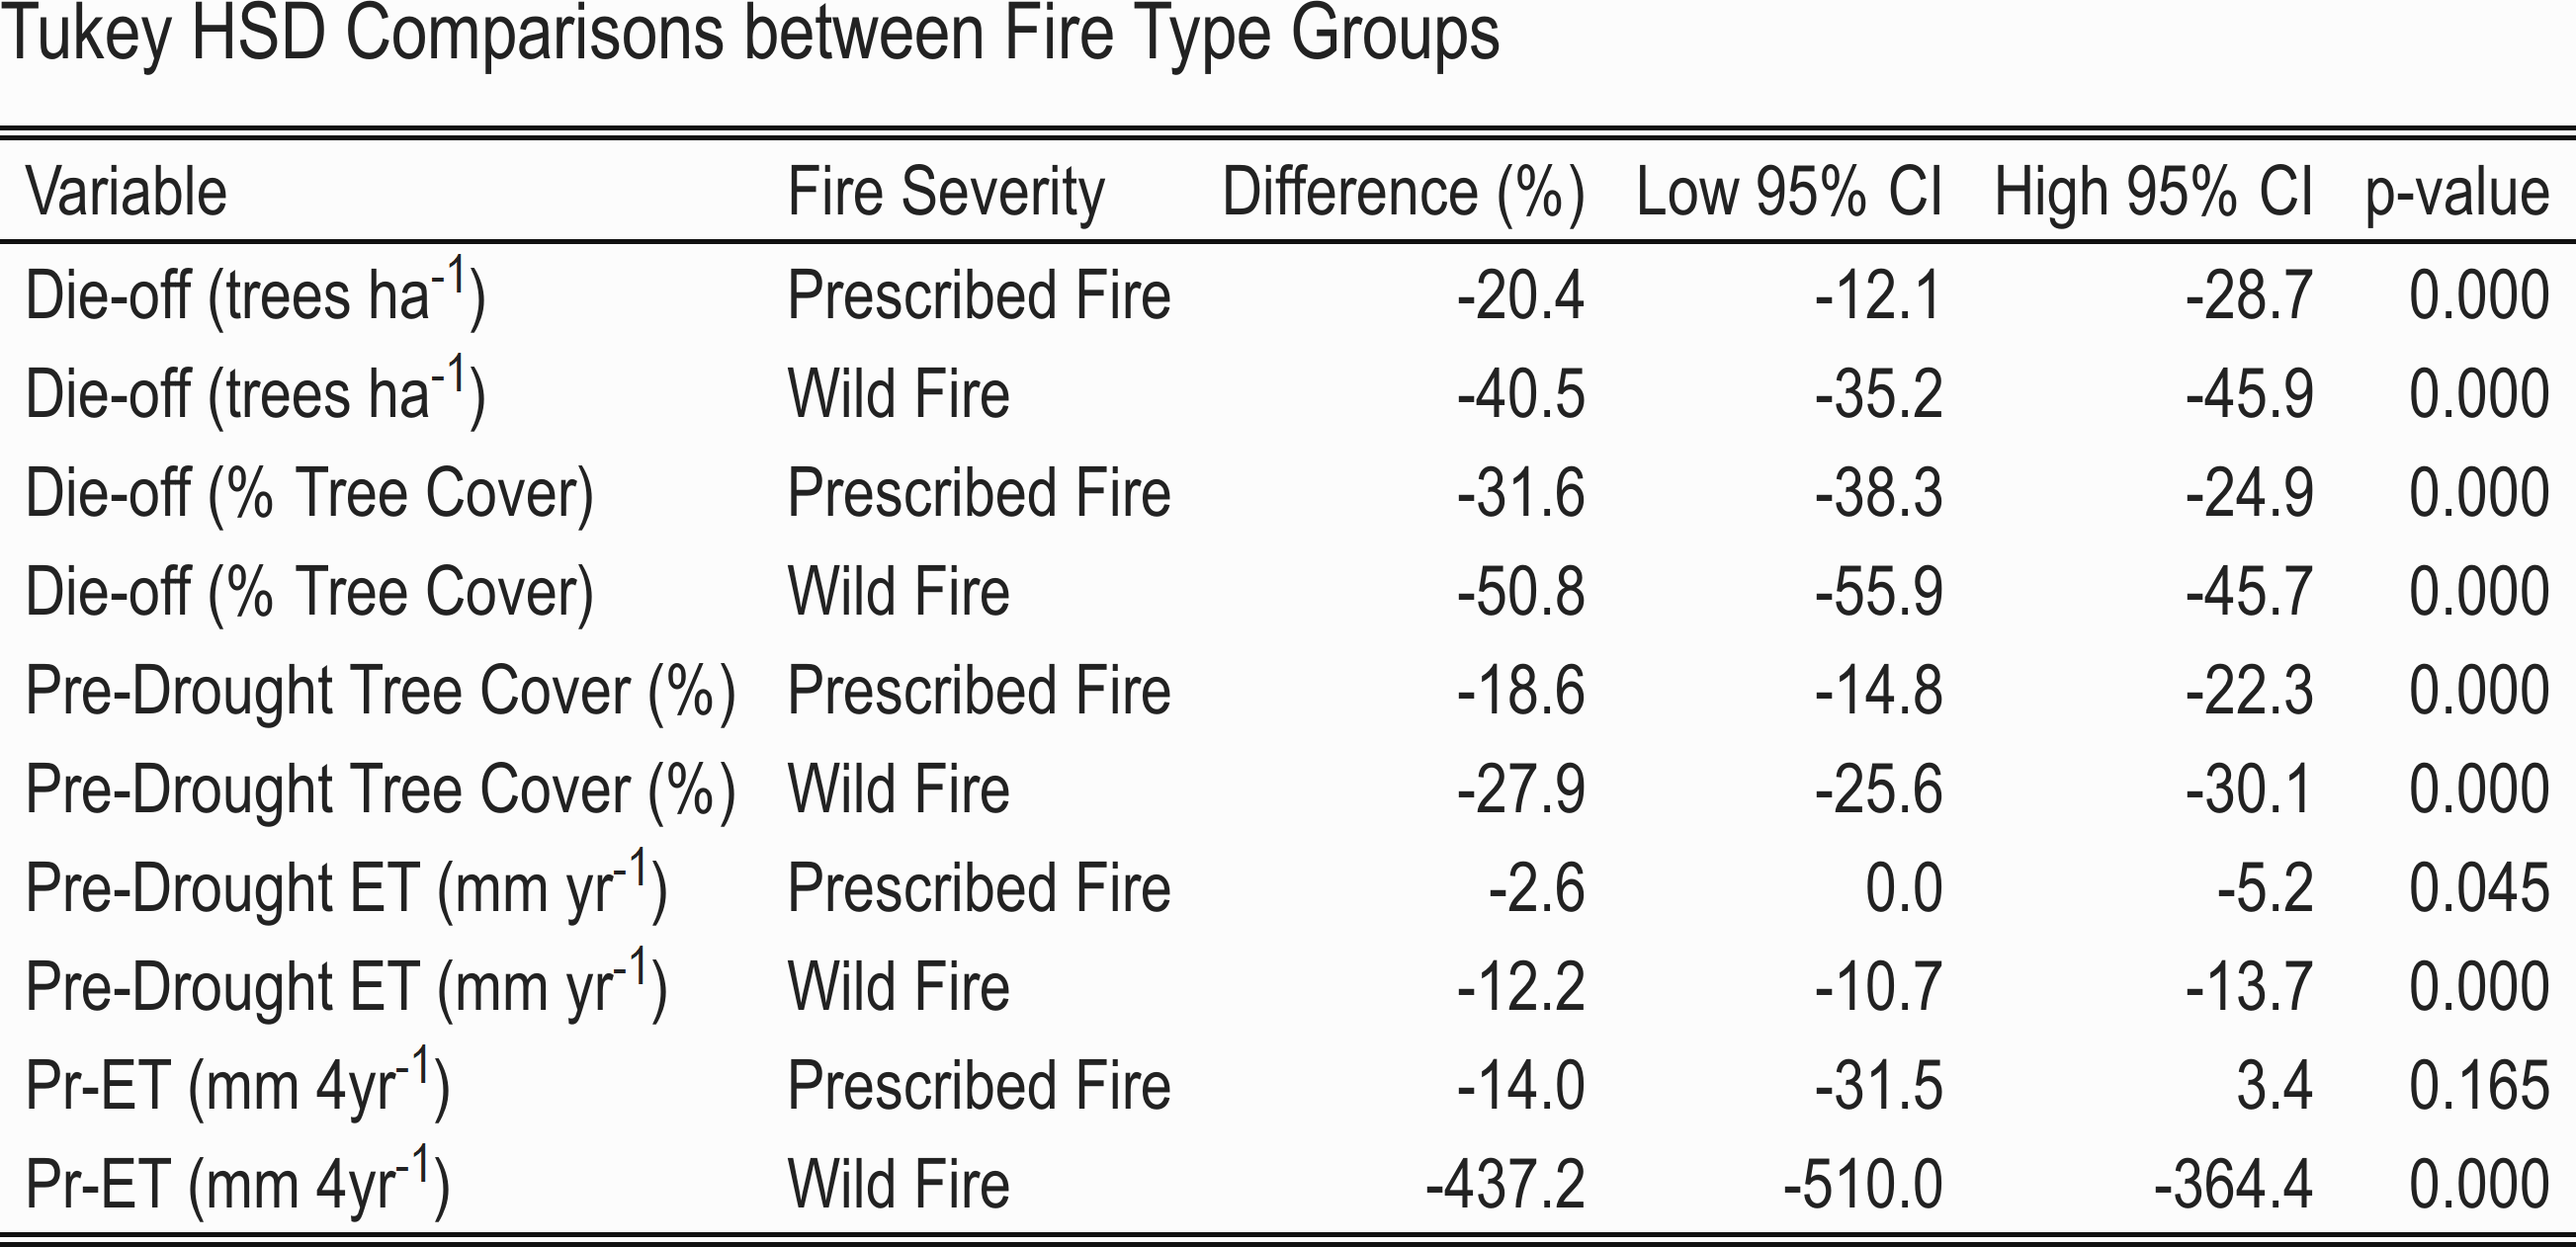 Tukey HSD Comparisons between Fire Type Groups
Variable Fire Severity Difference (%) Low 95% CI High 95% CI p-value
Die-off (trees ha⁻¹) Prescribed Fire -20.4 -12.1 -28.7 0.000
Die-off (trees ha⁻¹) Wild Fire -40.5 -35.2 -45.9 0.000
Die-off (% Tree Cover) Prescribed Fire -31.6 -38.3 -24.9 0.000
Die-off (% Tree Cover) Wild Fire -50.8 -55.9 -45.7 0.000
Pre-Drought Tree Cover (%) Prescribed Fire -18.6 -14.8 -22.3 0.000
Pre-Drought Tree Cover (%) Wild Fire -27.9 -25.6 -30.1 0.000
Pre-Drought ET (mm yr⁻¹) Prescribed Fire -2.6 0.0 -5.2 0.045
Pre-Drought ET (mm yr⁻¹) Wild Fire -12.2 -10.7 -13.7 0.000
Pr-ET (mm 4yr⁻¹) Prescribed Fire -14.0 -31.5 3.4 0.165
Pr-ET (mm 4yr⁻¹) Wild Fire -437.2 -510.0 -364.4 0.000